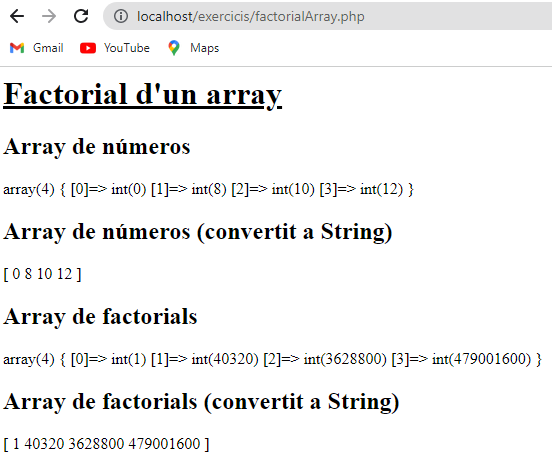 localhost/exercicis/factorialArray.php
Gmail YouTube Maps
Factorial d'un array
Array de números
array(4) { [0]=> int(0) [1]=> int(8) [2]=> int(10) [3]=> int(12) }
Array de números (convertit a String)
[ 0 8 10 12 ]
Array de factorials
array(4) { [0]=> int(1) [1]=> int(40320) [2]=> int(3628800) [3]=> int(479001600) }
Array de factorials (convertit a String)
[ 1 40320 3628800 479001600 ]